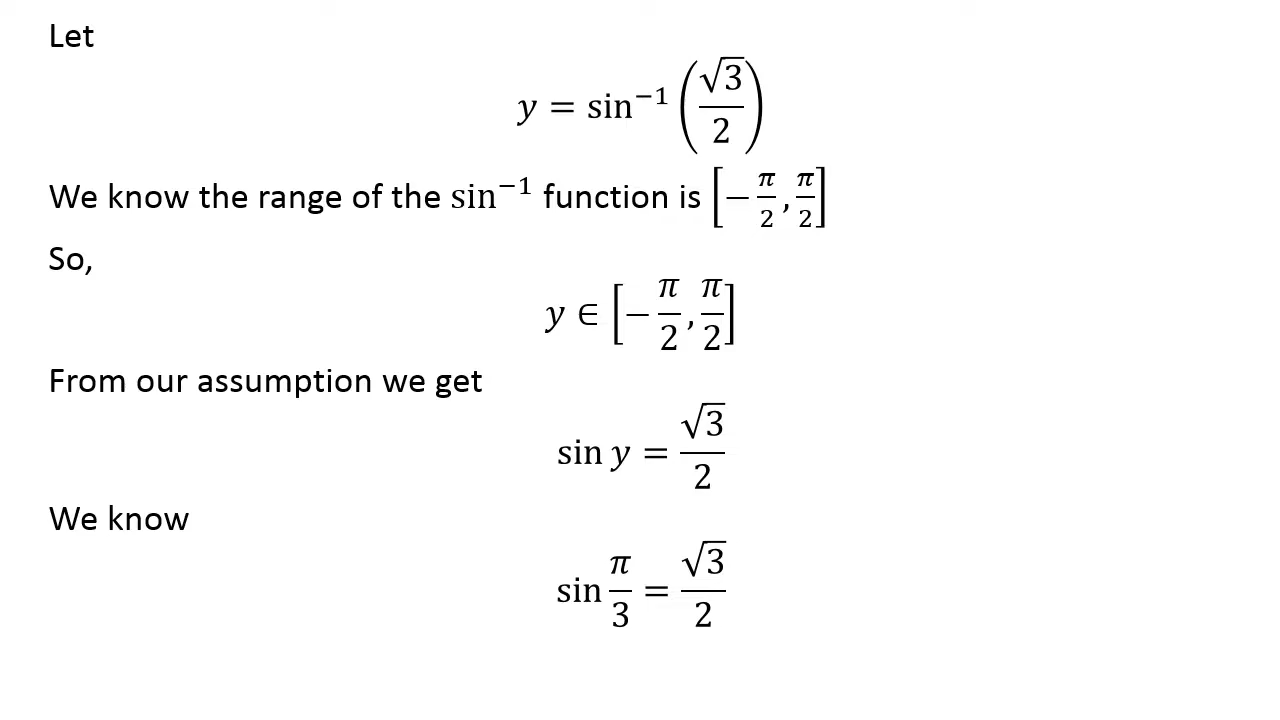 Let
y = sin⁻¹ (√3/2)
We know the range of the sin⁻¹ function is [−π/2, π/2]
So,
y ∈ [−π/2, π/2]
From our assumption we get
sin y = √3/2
We know
sin π/3 = √3/2